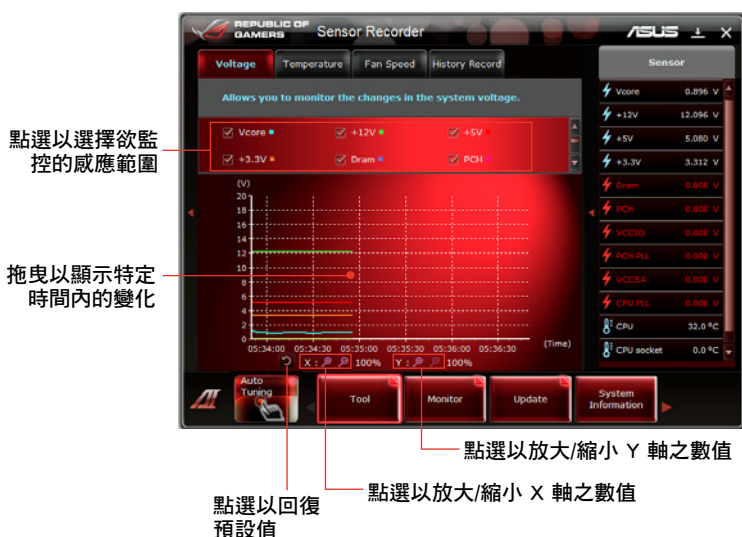 REPUBLIC OF
GAMERS
Sensor Recorder
ASUS
Voltage
Temperature
Fan Speed
History Record
Sensor
Allows you to monitor the changes in the system voltage.
Vcore
+12V
+5V
+3.3V
Dram
PCH
Vcore 0.896 V
+12V 12.096 V
+5V 5.080 V
+3.3V 3.312 V
Dram 0.000 V
PCH 0.000 V
VCCIO 0.000 V
PCH PLL 0.000 V
VCCSA 0.000 V
CPU PLL 0.000 V
CPU 32.0 ºC
CPU socket 0.0 ºC
點選以選擇欲監
控的感應範圍
拖曳以顯示特定
時間內的變化
(V)
20
18
16
14
12
10
8
6
4
2
0
05:34:00 05:34:30 05:35:00 05:35:30 05:36:00 05:36:30
(Time)
X : 100% Y : 100%
Auto
Tuning
Tool
Monitor
Update
System
Information
點選以放大/縮小 Y 軸之數值
點選以放大/縮小 X 軸之數值
點選以回復
預設值